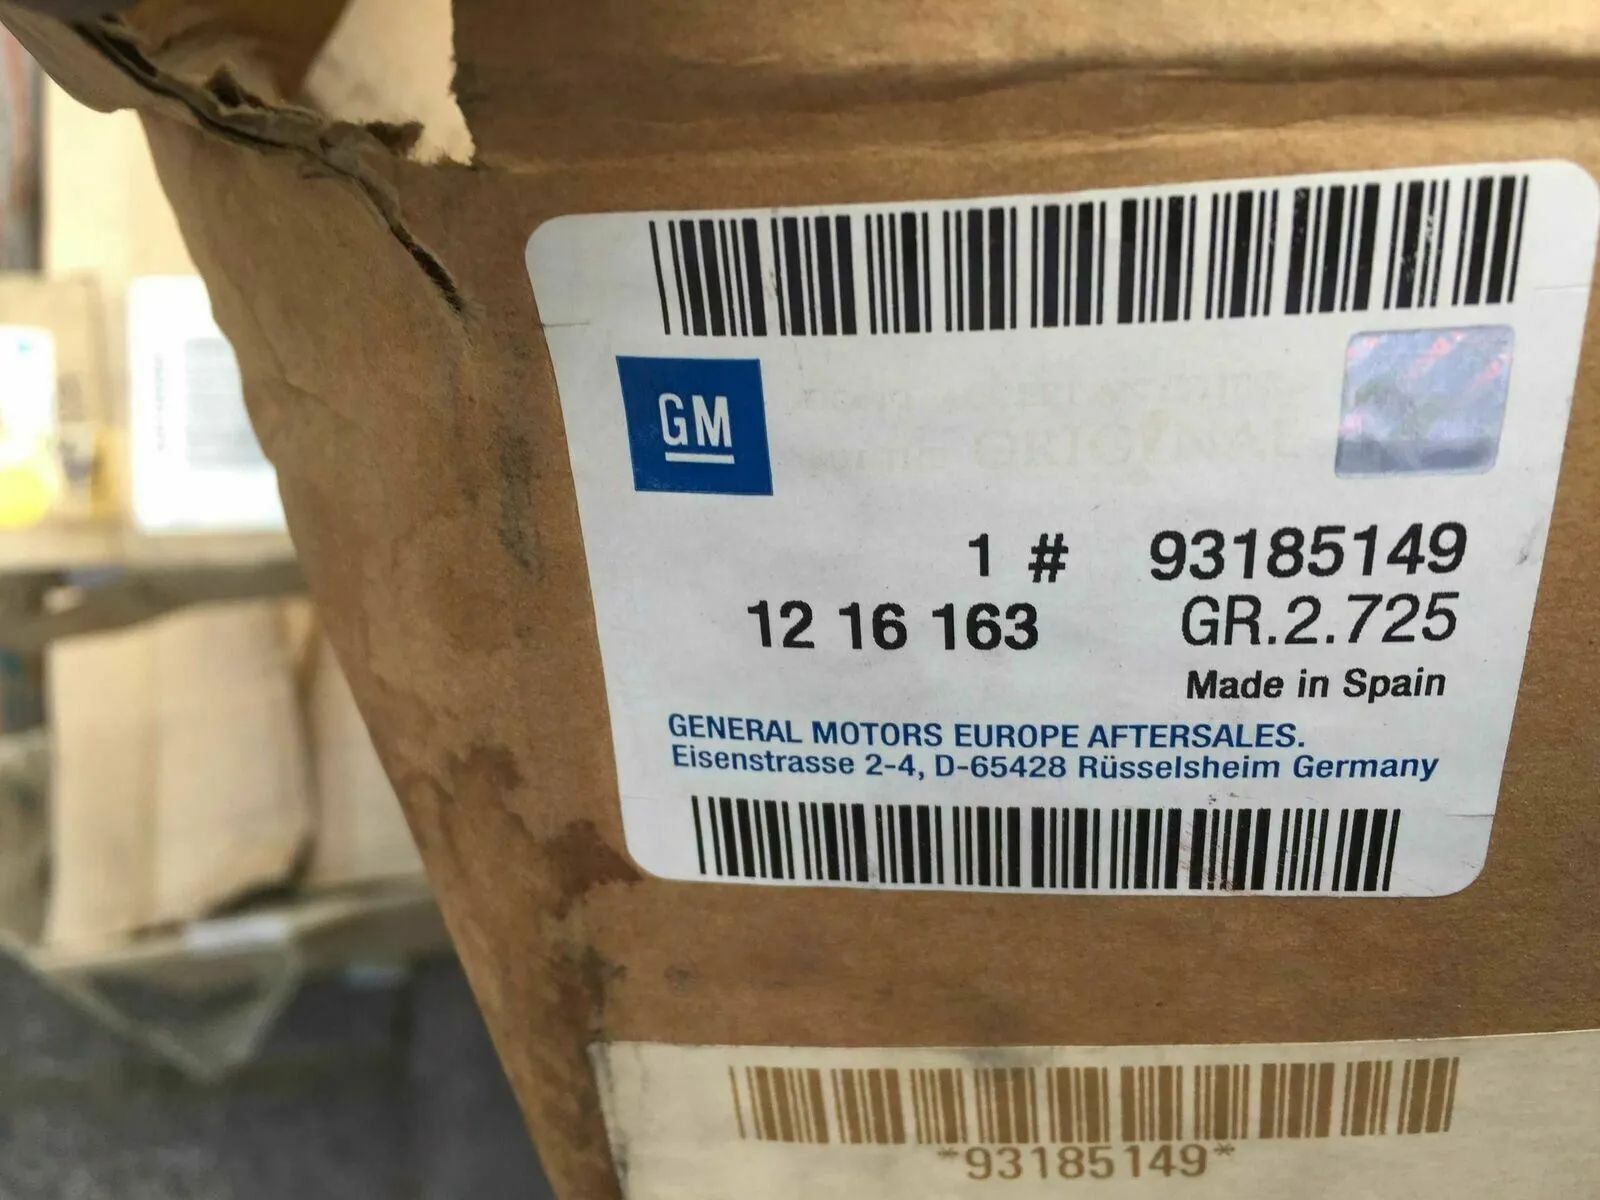 GM
1 # 93185149
12 16 163 GR.2.725
Made in Spain
GENERAL MOTORS EUROPE AFTERSALES.
Eisenstrasse 2-4, D-65428 Rüsselsheim Germany
*93185149*